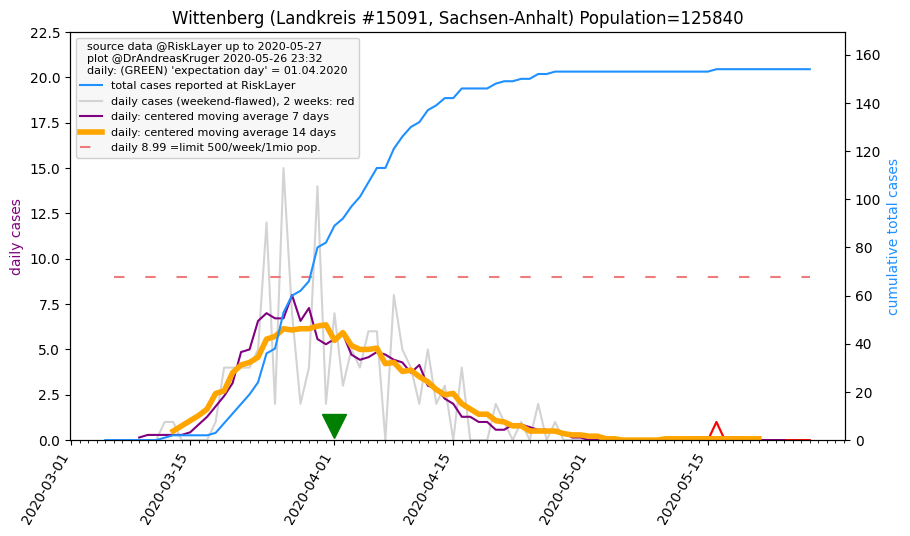 Wittenberg (Landkreis #15091, Sachsen-Anhalt) Population=125840
source data @RiskLayer up to 2020-05-27
plot @DrAndreasKruger 2020-05-26 23:32
daily: (GREEN) 'expectation day' = 01.04.2020
total cases reported at RiskLayer
daily cases (weekend-flawed), 2 weeks: red
daily: centered moving average 7 days
daily: centered moving average 14 days
daily 8.99 =limit 500/week/1mio pop.
daily cases
22.5
20.0
17.5
15.0
12.5
10.0
7.5
5.0
2.5
0.0
cumulative total cases
160
140
120
100
80
60
40
20
0
2020-03-01
2020-03-15
2020-04-01
2020-04-15
2020-05-01
2020-05-15